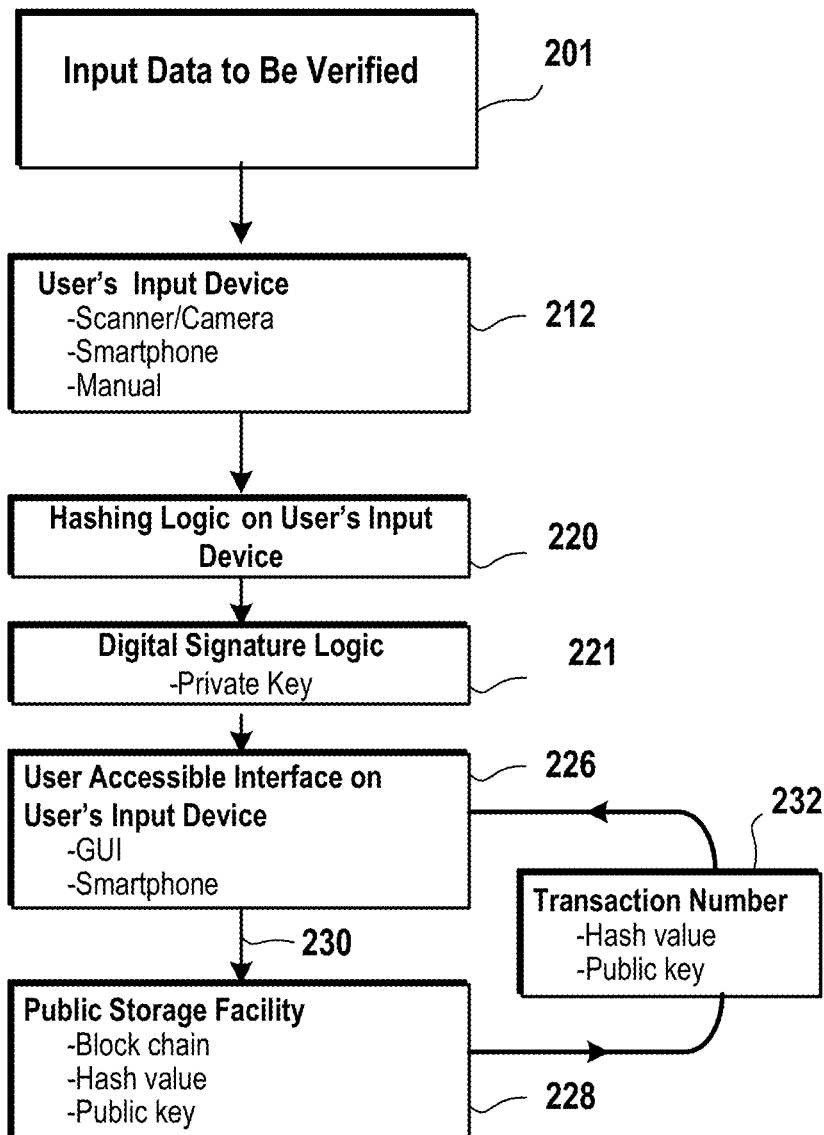 Input Data to Be Verified
201
User's Input Device
-Scanner/Camera
-Smartphone
-Manual
212
Hashing Logic on User's Input
Device
220
Digital Signature Logic
-Private Key
221
User Accessible Interface on
User's Input Device
-GUI
-Smartphone
226
232
Transaction Number
-Hash value
-Public key
230
Public Storage Facility
-Block chain
-Hash value
-Public key
228